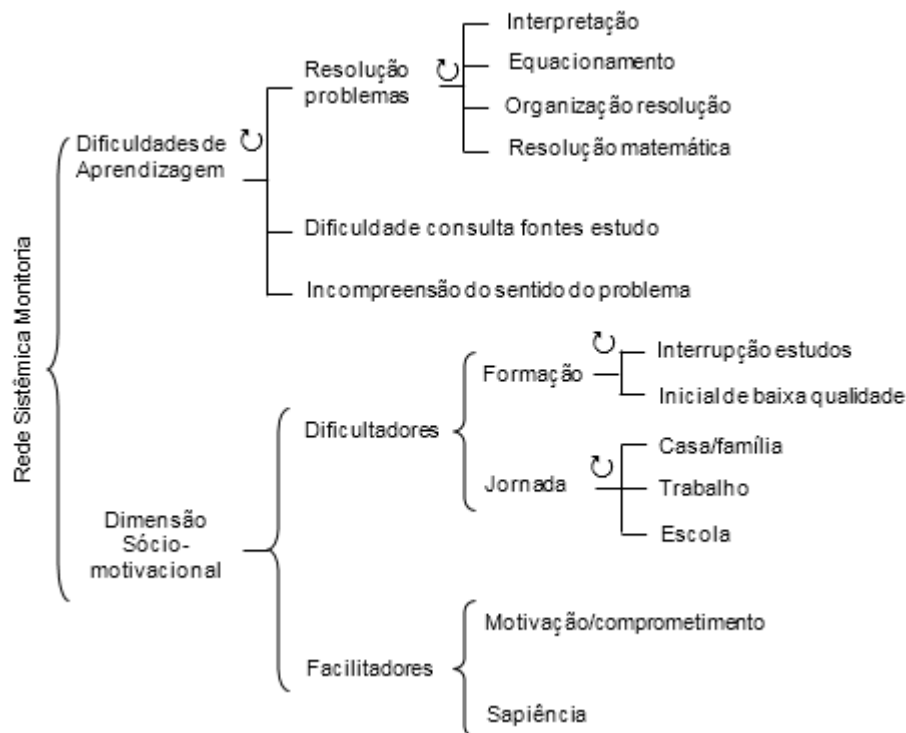 Rede Sistêmica Monitoria
Dificuldades de
Aprendizagem
Resolução
problemas
Interpretação
Equacionamento
Organização resolução
Resolução matemática
Dificuldade consulta fontes estudo
Incompreensão do sentido do problema
Dimensão
Sócio-
motivacional
Dificultadores
Formação
Interrupção estudos
Inicial de baixa qualidade
Jornada
Casa/família
Trabalho
Escola
Facilitadores
Motivação/comprometimento
Sapiência